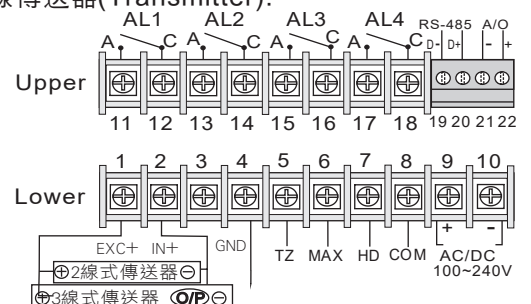 線傳送器(Transmitter):
AL1 AL2 AL3 AL4 RS-485 A/O
A C A C A C A C D- D+ - +
Upper
11 12 13 14 15 16 17 18 19 20 21 22
1 2 3 4 5 6 7 8 9 10
Lower
+ -
EXC+ IN+ GND TZ MAX HD COM AC/DC
100~240V
⊕2線式傳送器⊖
⊕3線式傳送器 O/P ⊖